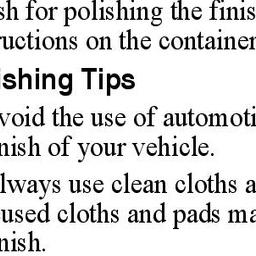 sh for polishing the finis
ructions on the container
ishing Tips
void the use of automoti
nish of your vehicle.
lways use clean cloths a
used cloths and pads ma
nish.